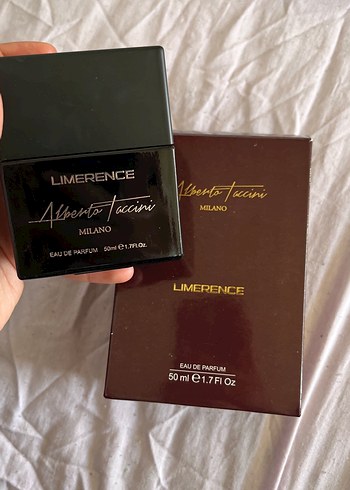 LIMERENCE
Alberto Taccini
MILANO
EAU DE PARFUM 50ml e 1.7Fl.Oz.
Alberto Taccini
MILANO
LIMERENCE
EAU DE PARFUM
50 ml e 1.7 Fl Oz